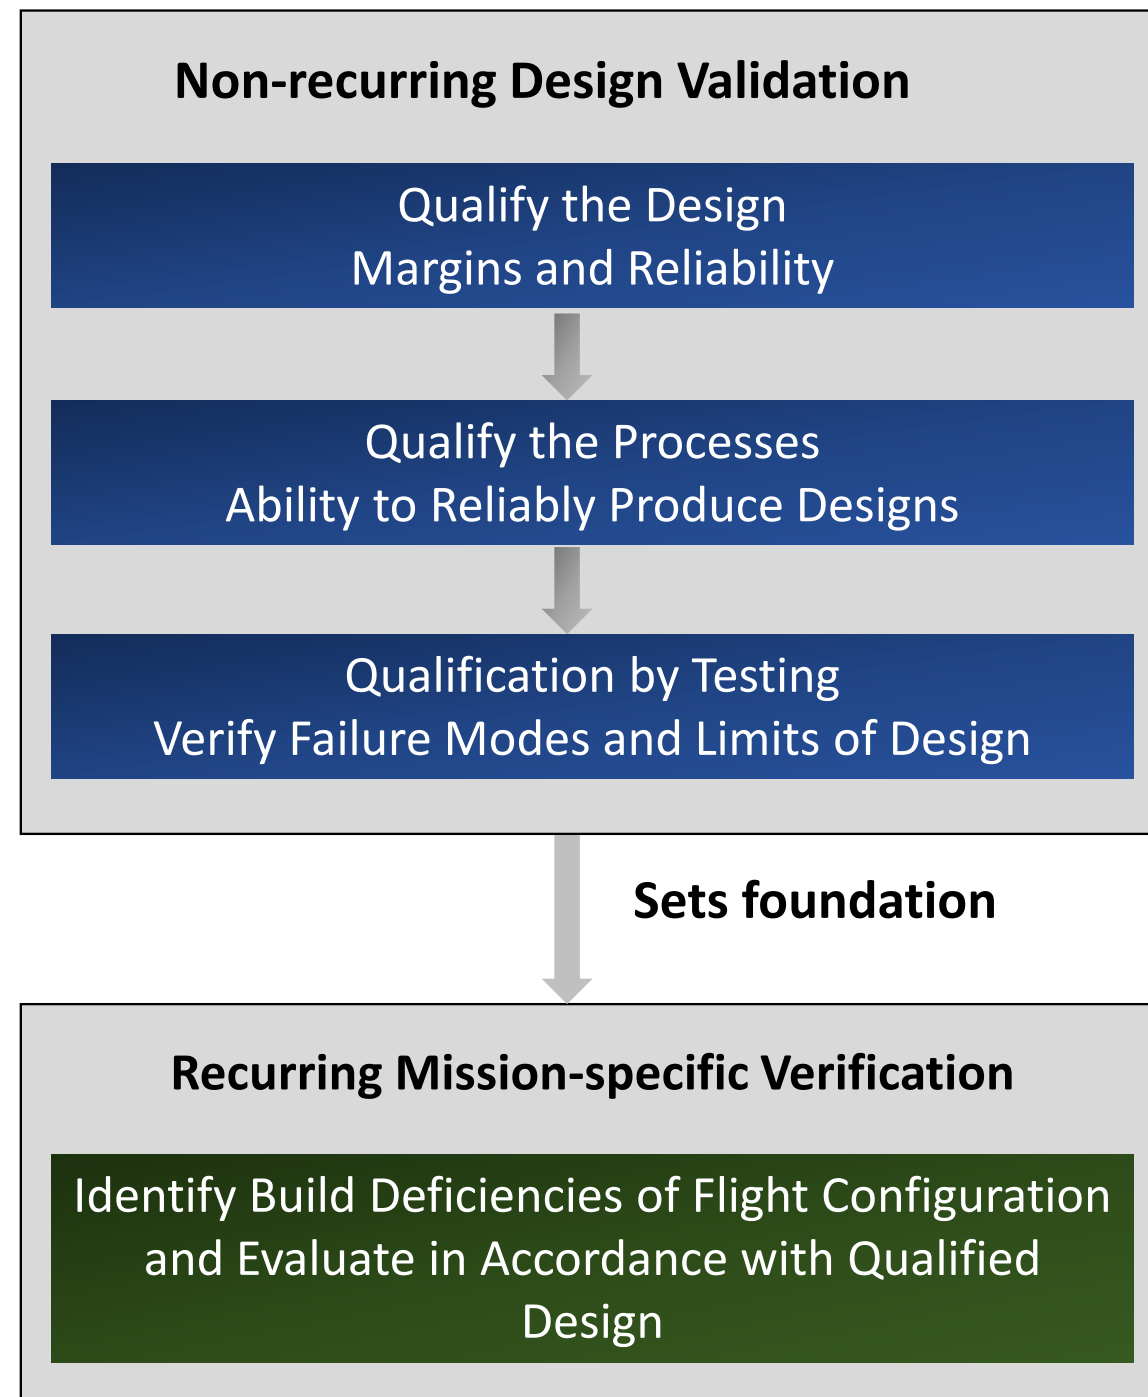 Non-recurring Design Validation
Qualify the Design
Margins and Reliability
Qualify the Processes
Ability to Reliably Produce Designs
Qualification by Testing
Verify Failure Modes and Limits of Design
Sets foundation
Recurring Mission-specific Verification
Identify Build Deficiencies of Flight Configuration
and Evaluate in Accordance with Qualified
Design